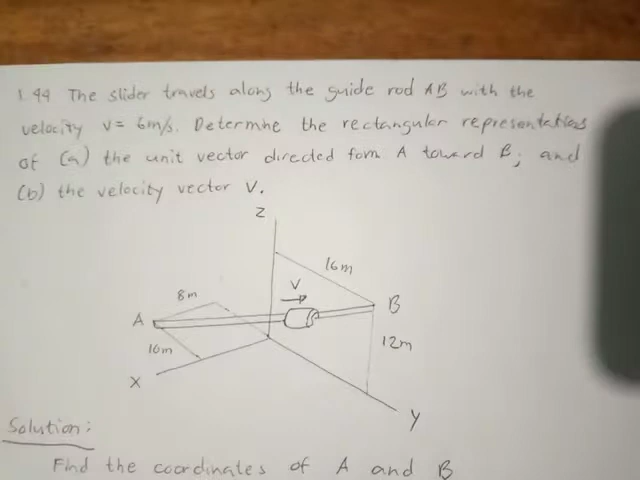 1.44 The slider travels along the guide rod AB with the
velocity v= 6m/s. Determine the rectangular representations
of (a) the unit vector directed form A toward B; and
(b) the velocity vector V.
Z
16m
8m
V
B
A
16m
12m
X
Y
Solution:
Find the coordinates of A and B